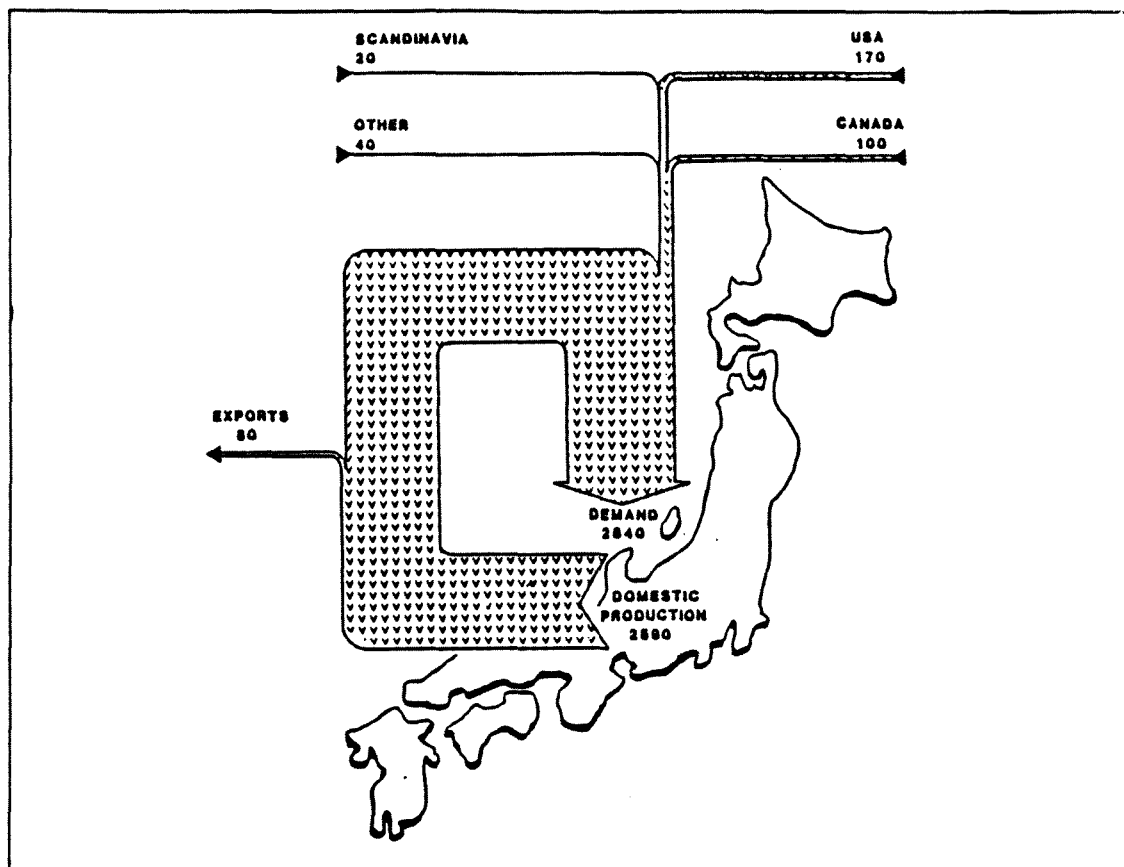 SCANDINAVIA
20
USA
170
OTHER
40
CANADA
100
EXPORTS
80
DEMAND
2840
DOMESTIC
PRODUCTION
2590